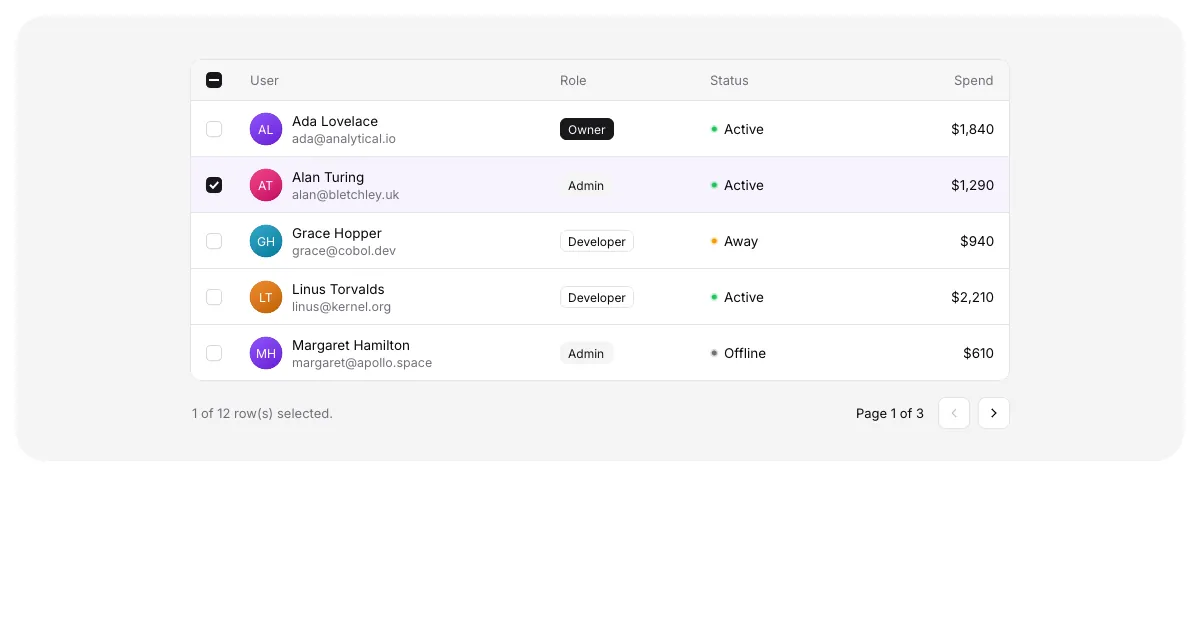 User Role Status Spend
AL Ada Lovelace Owner Active $1,840
ada@analytical.io
AT Alan Turing Admin Active $1,290
alan@bletchley.uk
GH Grace Hopper Developer Away $940
grace@cobol.dev
LT Linus Torvalds Developer Active $2,210
linus@kernel.org
MH Margaret Hamilton Admin Offline $610
margaret@apollo.space
1 of 12 row(s) selected. Page 1 of 3